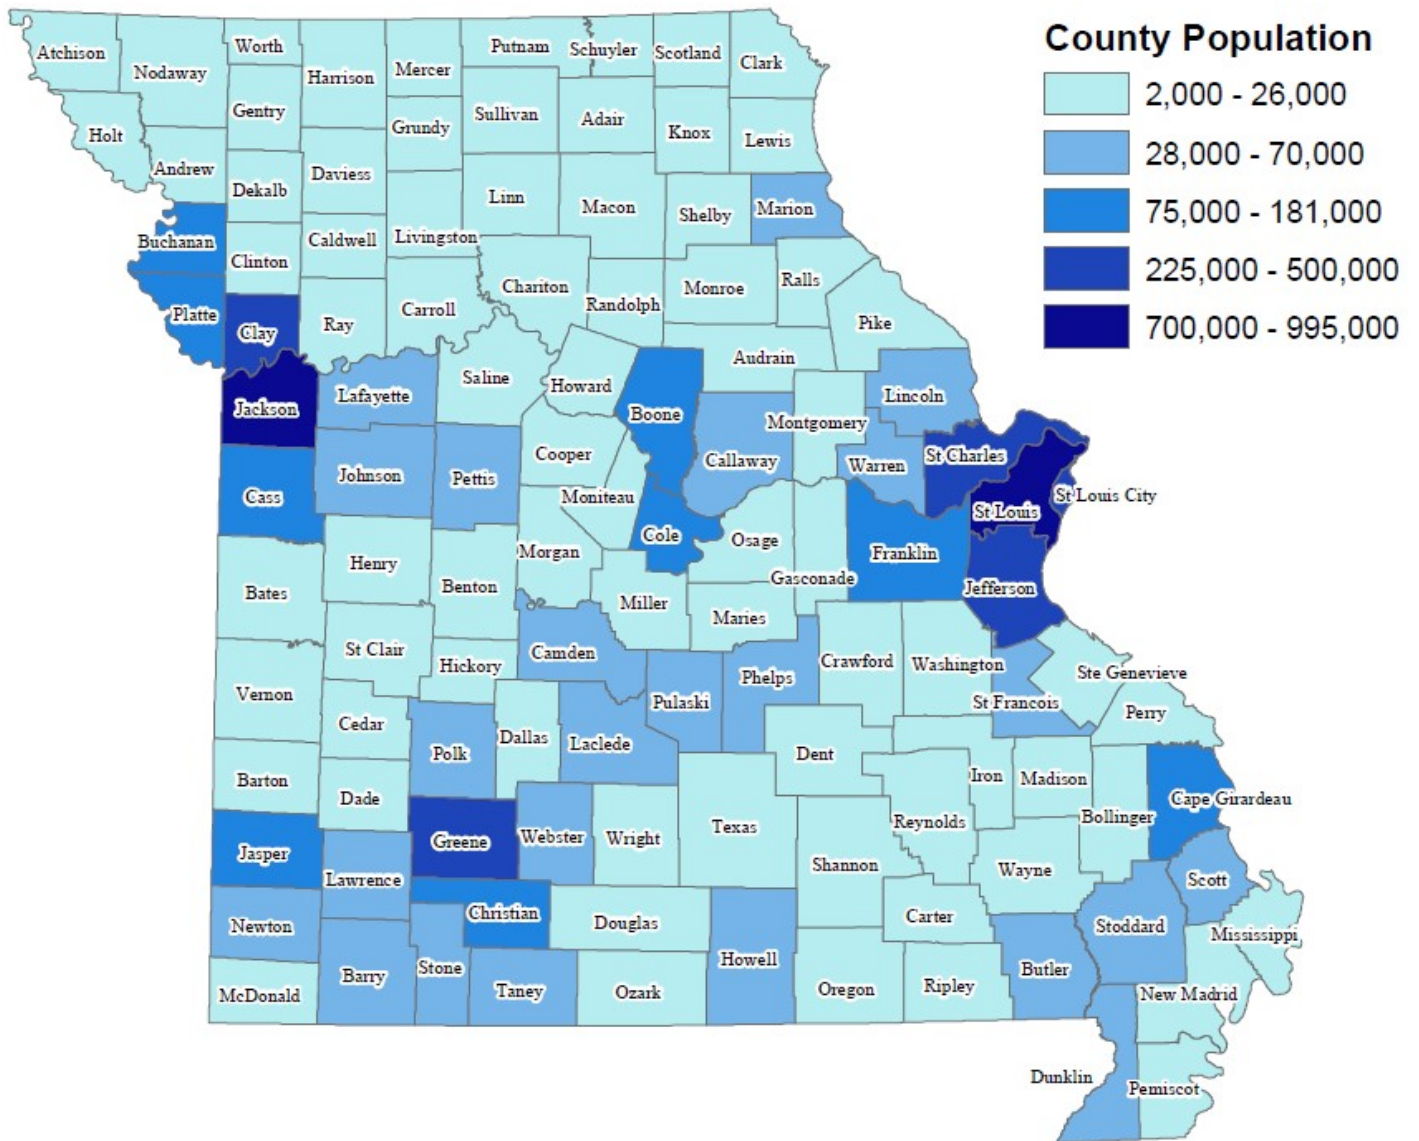 County Population
2,000 - 26,000
28,000 - 70,000
75,000 - 181,000
225,000 - 500,000
700,000 - 995,000
Atchison
Nodaway
Worth
Harrison
Mercer
Putnam
Schuyler
Scotland
Clark
Holt
Gentry
Grundy
Sullivan
Adair
Knox
Lewis
Andrew
Dekalb
Daviess
Linn
Macon
Shelby
Marion
Buchanan
Clinton
Caldwell
Livingston
Chariton
Randolph
Monroe
Ralls
Platte
Clay
Ray
Carroll
Pike
Jackson
Lafayette
Saline
Howard
Boone
Audrain
Montgomery
Lincoln
Cass
Johnson
Pettis
Cooper
Moniteau
Callaway
Warren
St Charles
St Louis City
St Louis
Bates
Henry
Benton
Morgan
Cole
Osage
Gasconade
Franklin
Jefferson
Miller
Maries
St Clair
Hickory
Camden
Pulaski
Phelps
Crawford
Washington
Ste Genevieve
St Francois
Perry
Vernon
Cedar
Polk
Dallas
Laclede
Dent
Iron
Madison
Bollinger
Cape Girardeau
Barton
Dade
Greene
Webster
Wright
Texas
Shannon
Reynolds
Wayne
Jasper
Lawrence
Christian
Douglas
Carter
Stoddard
Scott
Mississippi
Newton
Barry
Stone
Taney
Ozark
Howell
Oregon
Ripley
Butler
New Madrid
McDonald
Dunklin
Pemiscot